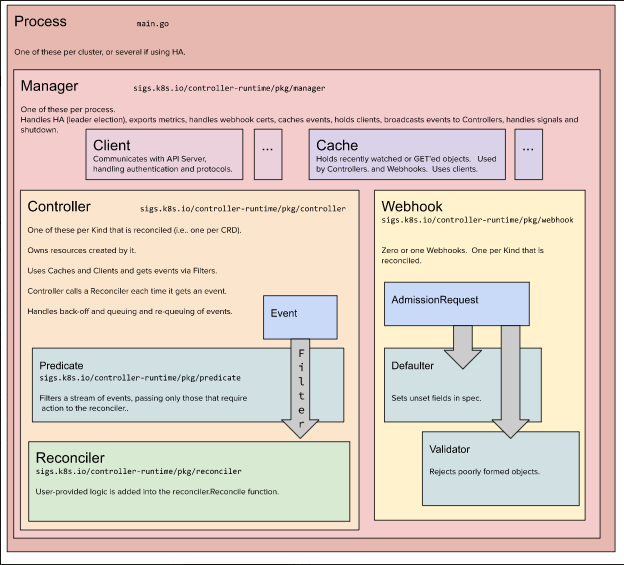 Process main.go
One of these per cluster, or several if using HA.
Manager sigs.k8s.io/controller-runtime/pkg/manager
One of these per process.
Handles HA (leader election), exports metrics, handles webhook certs, caches events, holds clients, broadcasts events to Controllers, handles signals and
shutdown.
Client
Communicates with API Server,
handling authentication and protocols.
...
Cache
Holds recently watched or GET'ed objects. Used
by Controllers. and Webhooks. Uses clients.
...
Controller sigs.k8s.io/controller-runtime/pkg/controller
One of these per Kind that is reconciled (i.e.. one per CRD).
Owns resources created by it.
Uses Caches and Clients and gets events via Filters.
Controller calls a Reconciler each time it gets an event.
Handles back-off and queuing and re-queuing of events.
Event
Filter
Predicate
sigs.k8s.io/controller-runtime/pkg/predicate
Filters a stream of events, passing only those that require
action to the reconciler..
Reconciler
sigs.k8s.io/controller-runtime/pkg/reconciler
User-provided logic is added into the reconciler.Reconcile function.
Webhook
sigs.k8s.io/controller-runtime/pkg/webhook
Zero or one Webhooks. One per Kind that is
reconciled.
AdmissionRequest
Defaulter
Sets unset fields in spec.
Validator
Rejects poorly formed objects.